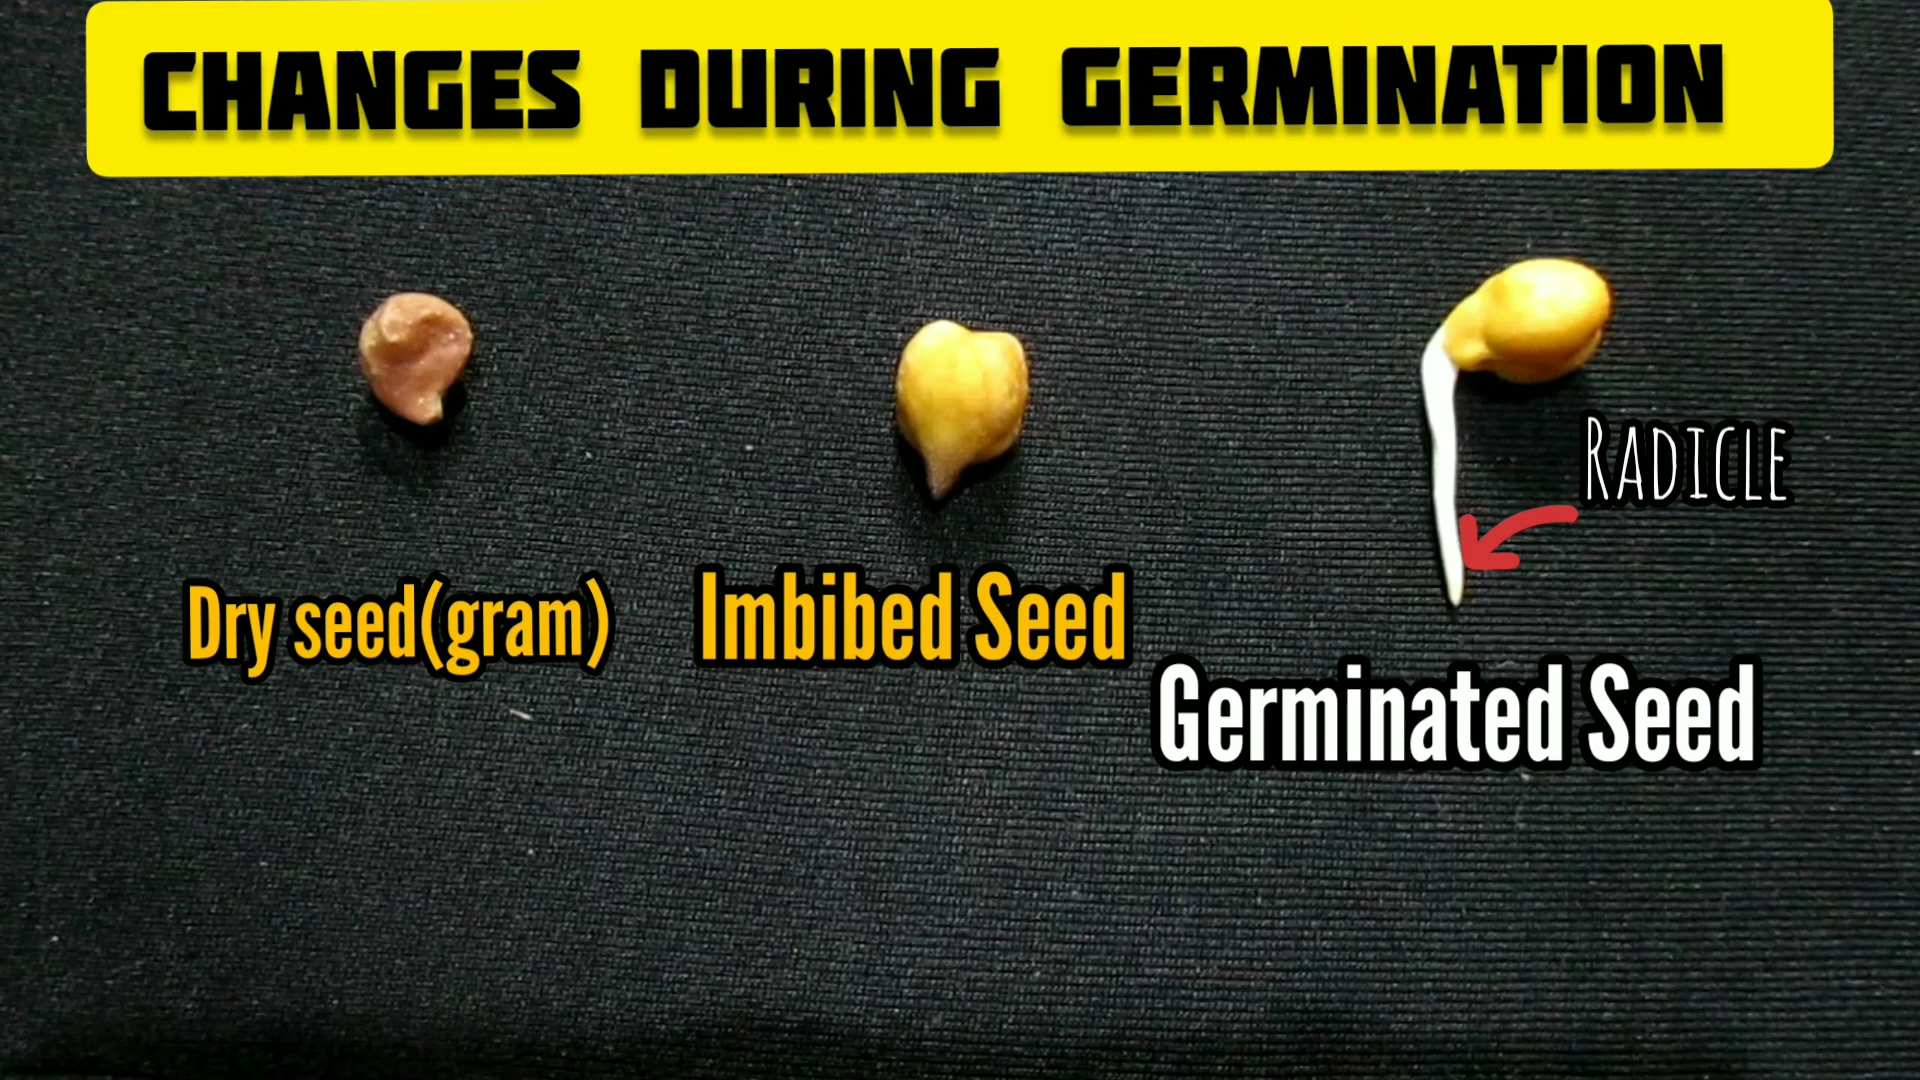 CHANGES DURING GERMINATION
RADICLE
Dry seed(gram)
Imbibed Seed
Germinated Seed